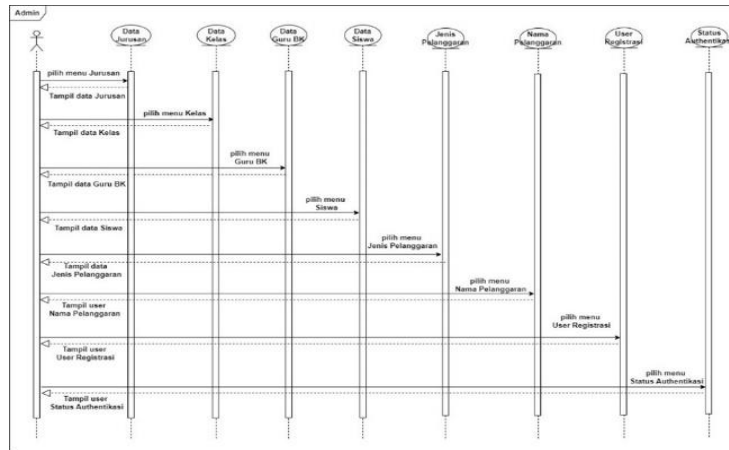 Admin
Data
Jurusan
Data
Kelas
Data
Guru BK
Data
Siswa
Jenis
Pelanggaran
Nama
Pelanggaran
User
Registrasi
Status
Authentikasi
pilih menu Jurusan
Tampil data Jurusan
pilih menu Kelas
Tampil data Kelas
pilih menu
Guru BK
Tampil data Guru BK
pilih menu
Siswa
Tampil data Siswa
pilih menu
Jenis Pelanggaran
Tampil data
Jenis Pelanggaran
pilih menu
Nama Pelanggaran
Tampil user
Nama Pelanggaran
pilih menu
User Registrasi
Tampil user
User Registrasi
pilih menu
Status Authentikasi
Tampil user
Status Authentikasi